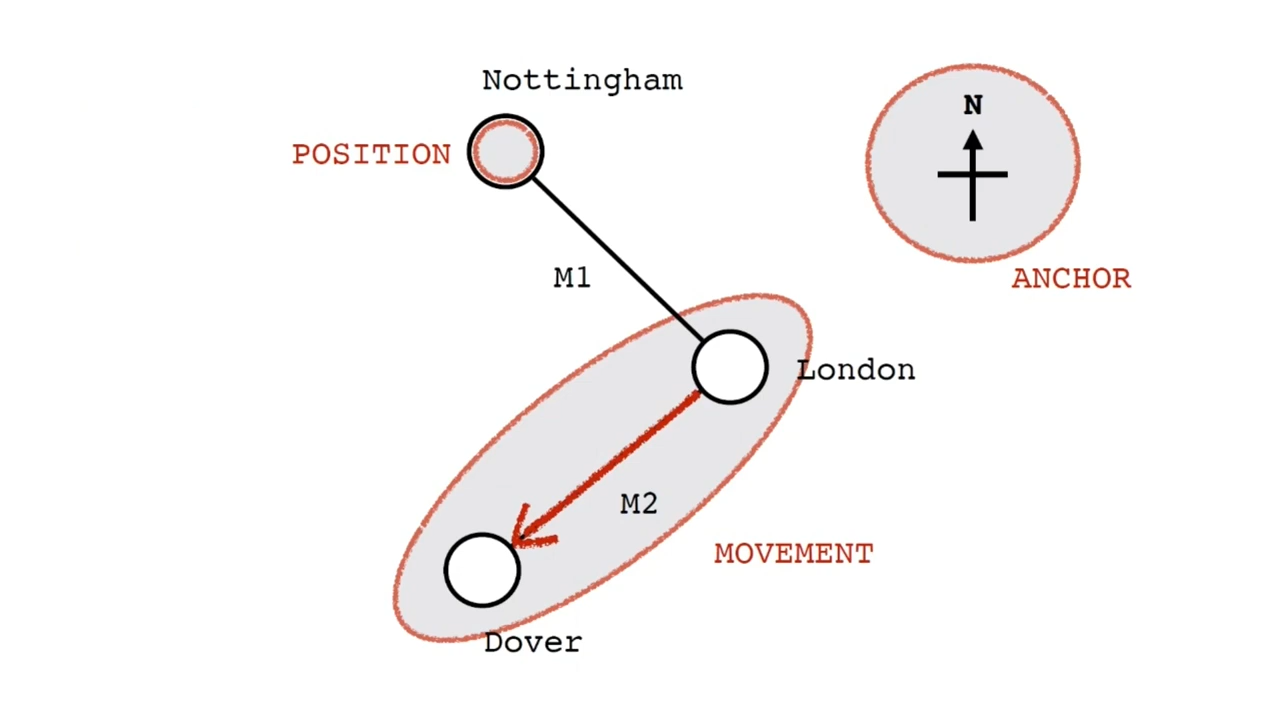 Nottingham
N
POSITION
M1
ANCHOR
London
M2
MOVEMENT
Dover